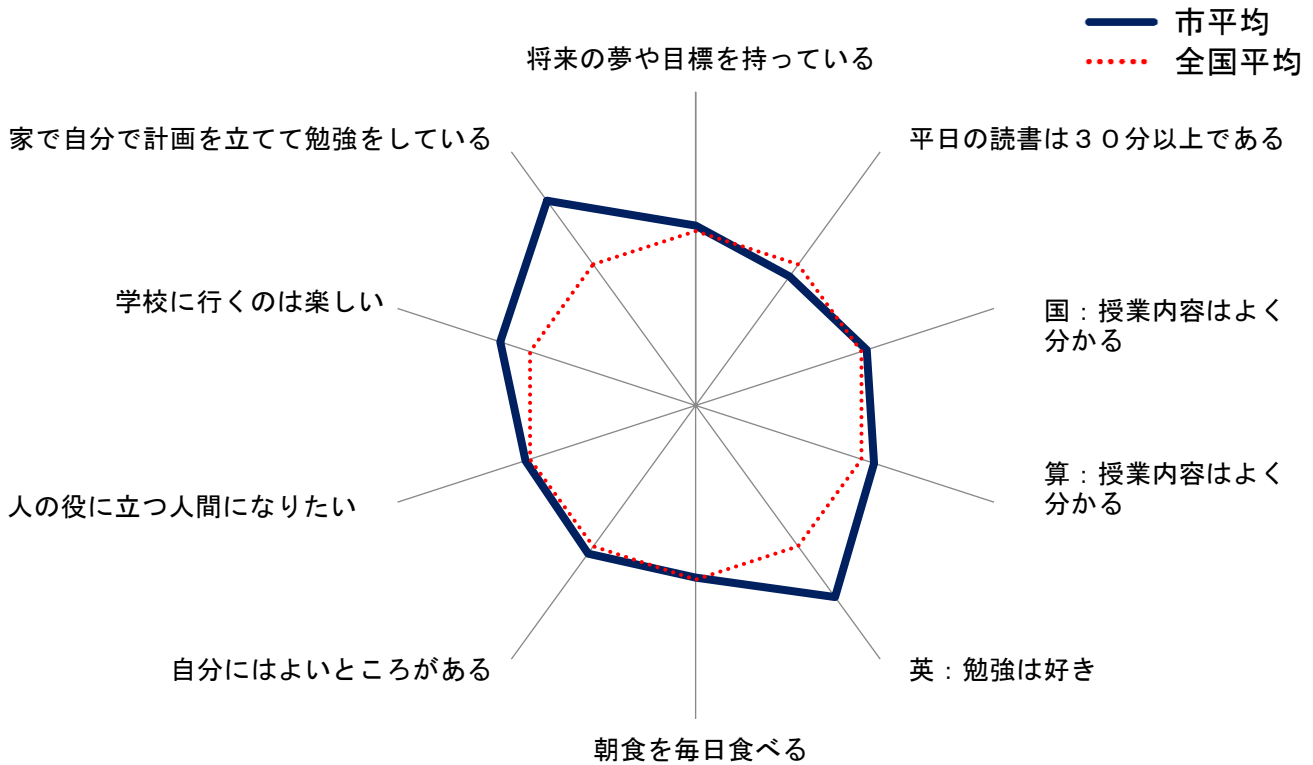 市平均
全国平均
将来の夢や目標を持っている
家で自分で計画を立てて勉強をしている
平日の読書は３０分以上である
学校に行くのは楽しい
国：授業内容はよく
分かる
人の役に立つ人間になりたい
算：授業内容はよく
分かる
自分にはよいところがある
英：勉強は好き
朝食を毎日食べる